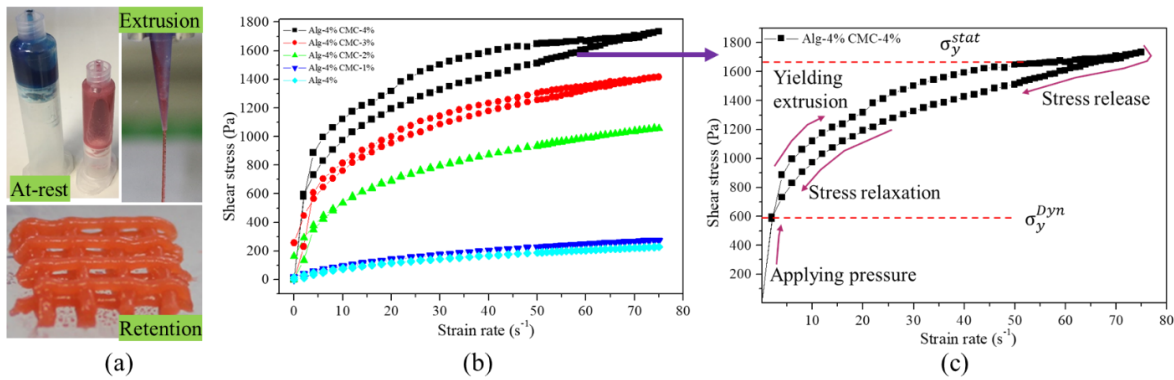 Extrusion
At-rest
Retention
(a)
Shear stress (Pa)
1800
1600
1400
1200
1000
800
600
400
200
0
Alg-4% CMC-4%
Alg-4% CMC-3%
Alg-4% CMC-2%
Alg-4% CMC-1%
Alg-4%
0 10 20 30 40 50 60 70 80
Strain rate (s⁻¹)
(b)
Shear stress (Pa)
1800
1600
1400
1200
1000
800
600
400
200
Alg-4% CMC-4%
σ_y^stat
Yielding
extrusion
Stress release
Stress relaxation
σ_y^Dyn
Applying pressure
10 20 30 40 50 60 70 80
Strain rate (s⁻¹)
(c)